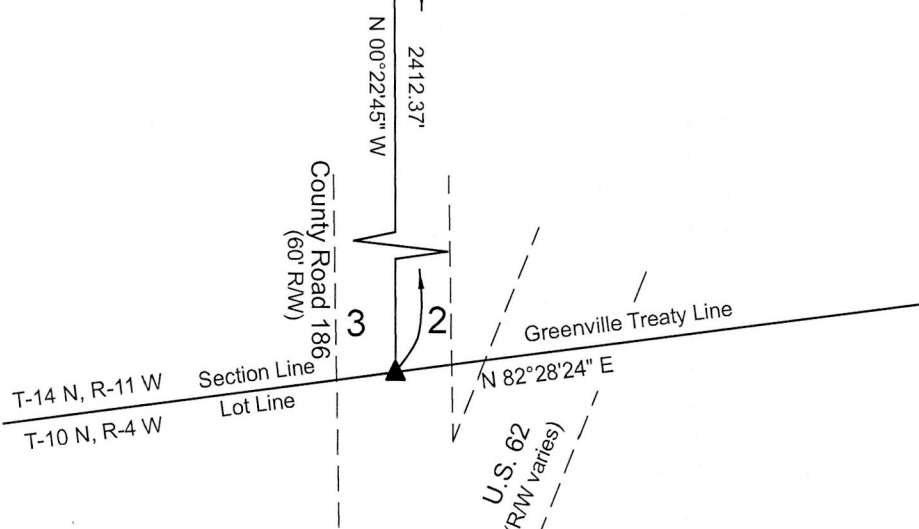 2412.37'
N 00°22'45" W
County Road 186
(60' R/W)
3
2
Greenville Treaty Line
N 82°28'24" E
T-14 N, R-11 W
Section Line
Lot Line
T-10 N, R-4 W
U.S. 62
(R/W varies)